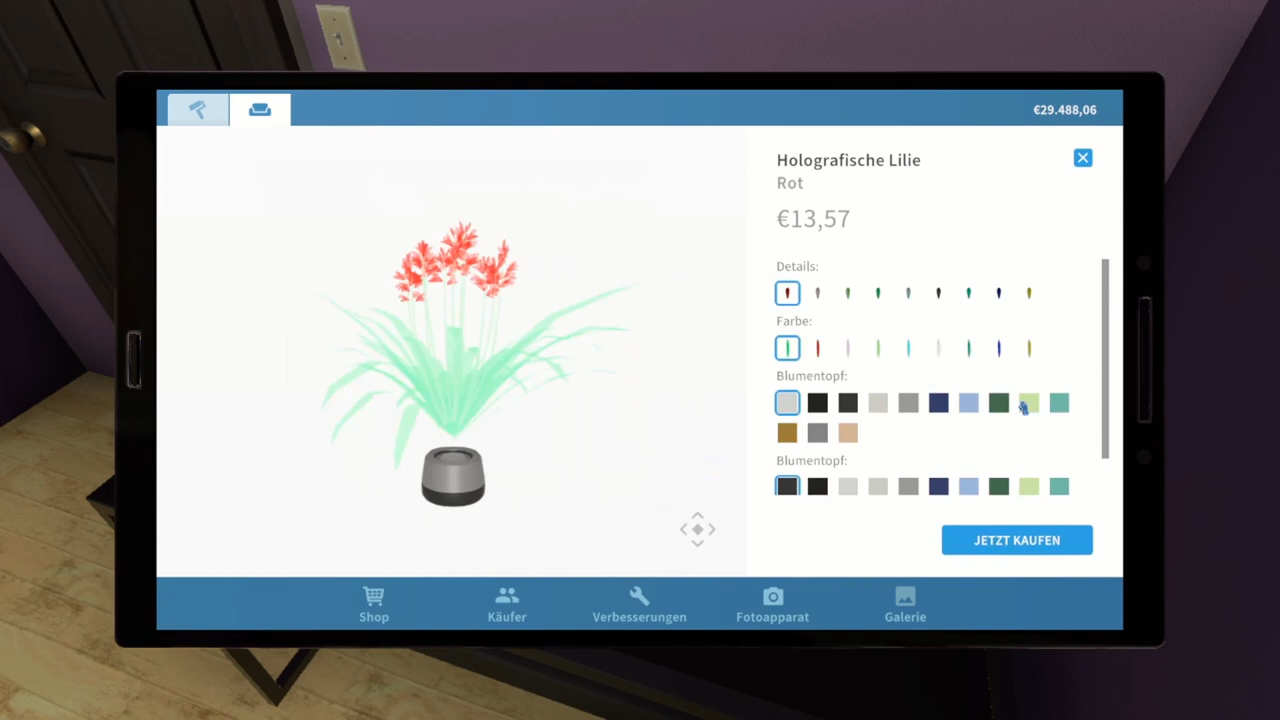 €29.488,06
Holografische Lilie
Rot
€13,57
Details:
Farbe:
Blumentopf:
Blumentopf:
JETZT KAUFEN
Shop
Käufer
Verbesserungen
Fotoapparat
Galerie